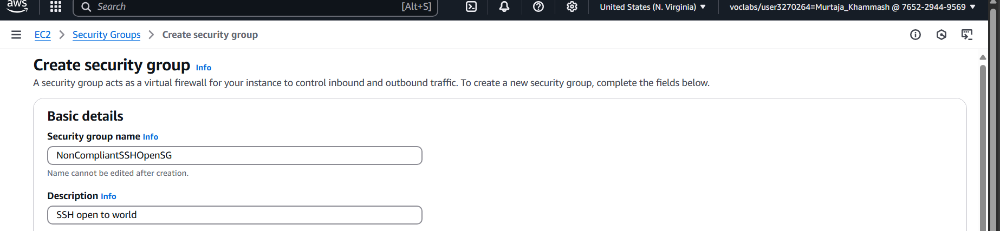 aws
Search [Alt+S] United States (N. Virginia) voclabs/user3270264=Murtaja_Khammash @ 7652-2944-9569
EC2 Security Groups Create security group
Create security group Info
A security group acts as a virtual firewall for your instance to control inbound and outbound traffic. To create a new security group, complete the fields below.
Basic details
Security group name Info
NonCompliantSSHOpenSG
Name cannot be edited after creation.
Description Info
SSH open to world